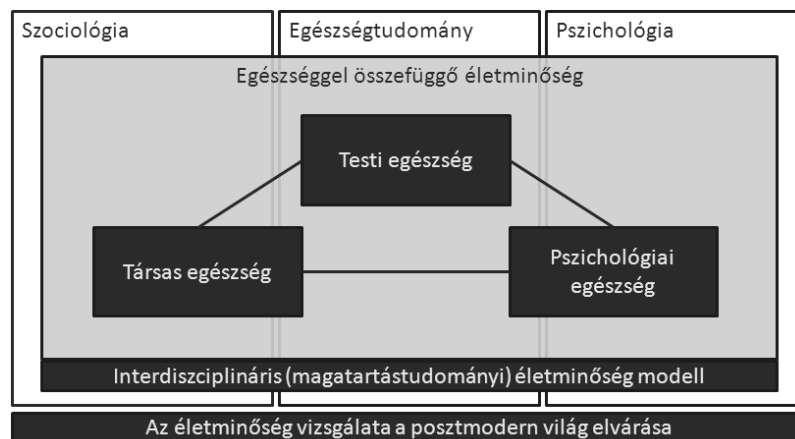 Szociológia
Egészségtudomány
Pszichológia
Egészséggel összefüggő életminőség
Testi egészség
Társas egészség
Pszichológiai
egészség
Interdiszciplináris (magatartástudományi) életminőség modell
Az életminőség vizsgálata a posztmodern világ elvárása